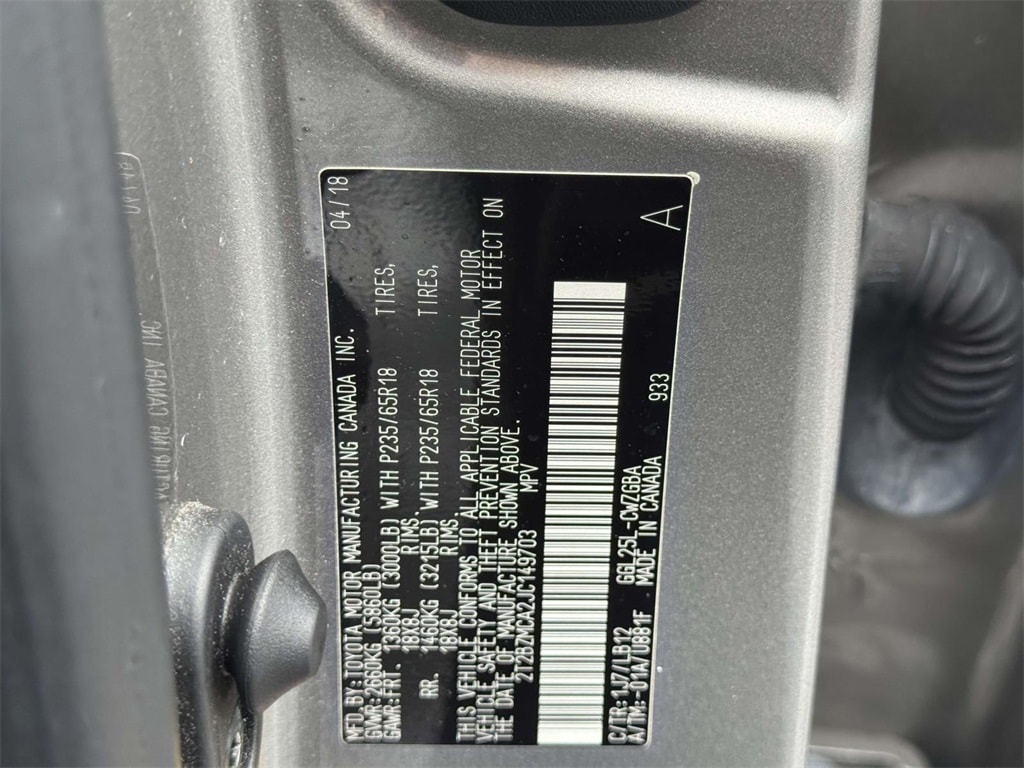 MFD.BY:TOYOTA MOTOR MANUFACTURING CANADA INC. 04/18
GVWR:2660KG (5860LB)
GAWR:FRT. 1360KG (3000LB) WITH P235/65R18 TIRES,
18X8J RIMS,
RR. 1460KG (3215LB) WITH P235/65R18 TIRES,
18X8J RIMS.
THIS VEHICLE CONFORMS TO ALL APPLICABLE FEDERAL MOTOR
VEHICLE SAFETY AND THEFT PREVENTION STANDARDS IN EFFECT ON
THE DATE OF MANUFACTURE SHOWN ABOVE.
2T2BZMCA2JC149703 MPV
C/TR:1J7/LB12 GGL25L-CWZGBA
A/TM:-01A/U881F MADE IN CANADA 933 A